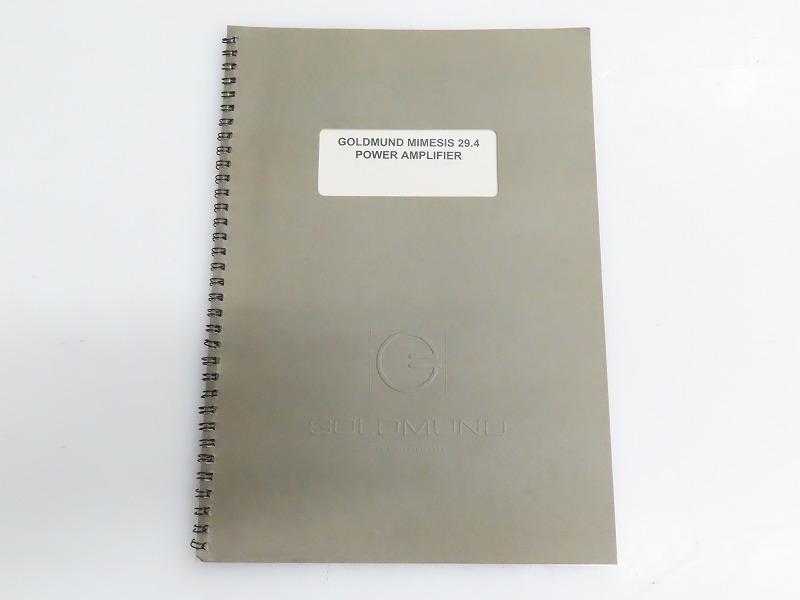 GOLDMUND MIMESIS 29.4
POWER AMPLIFIER
GOLDMUND